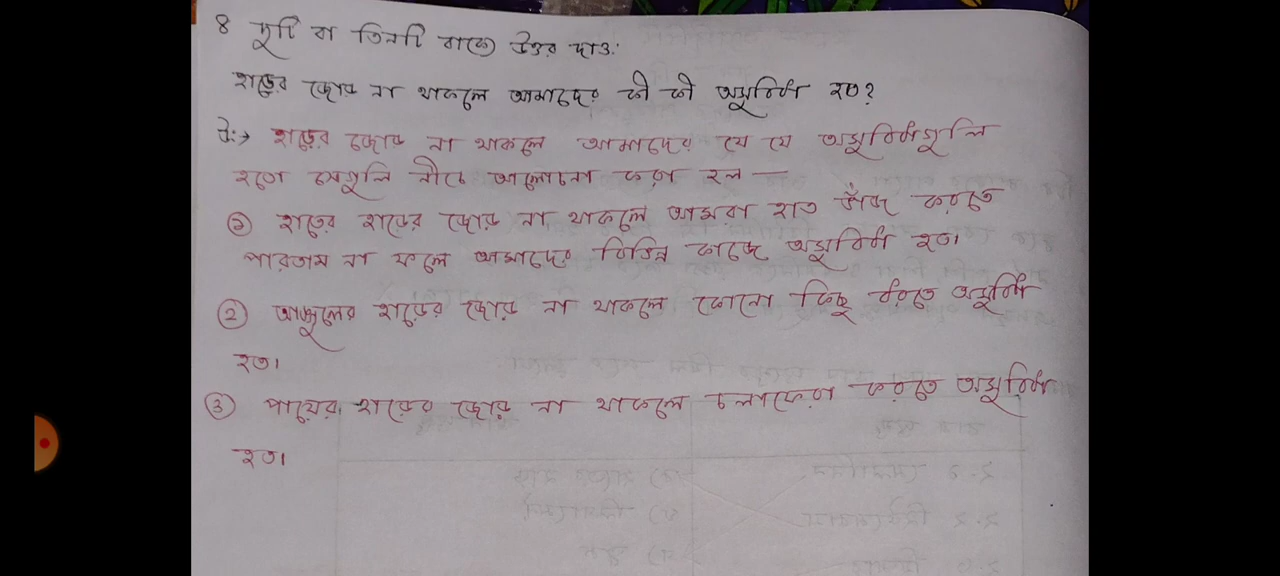 ৪ দুটি বা তিনটি বাক্যে উত্তর দাও:
হাড়ের জোড় না থাকলে আমাদের কী কী অসুবিধা হত?
উ:→ হাড়ের জোড় না থাকলে আমাদের যে যে অসুবিধাগুলি
হতো সেগুলি নীচে আলোচনা করা হল —
① হাতের হাড়ের জোড় না থাকলে আমরা হাত ভাঁজ করতে
পারতাম না ফলে আমাদের বিভিন্ন কাজে অসুবিধা হত।
② আঙ্গুলের হাড়ের জোড় না থাকলে কোনো কিছু ধরতে অসুবিধা
হত।
③ পায়ের হাড়ের জোড় না থাকলে চলাফেরা করতে অসুবিধা
হত।